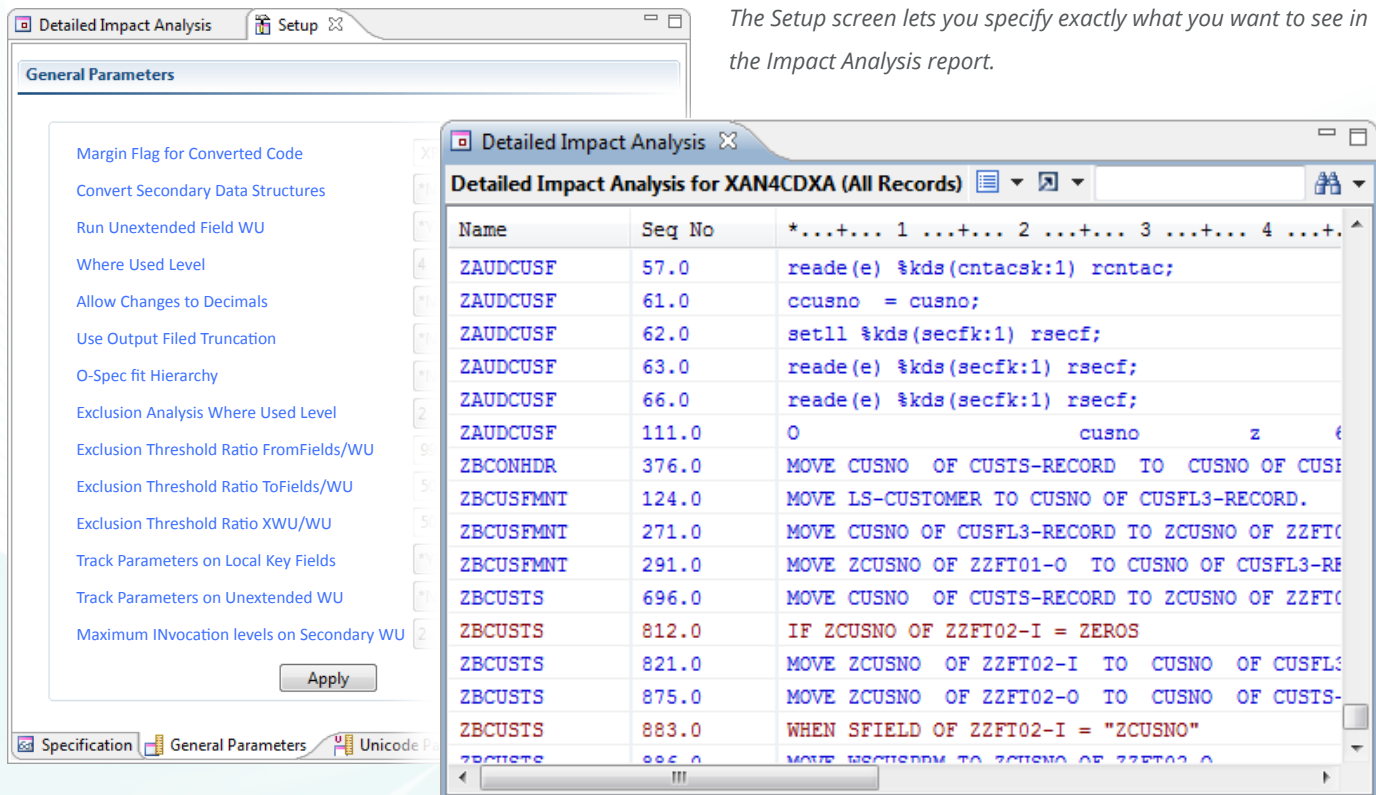 Detailed Impact Analysis
Setup
The Setup screen lets you specify exactly what you want to see in
the Impact Analysis report.
General Parameters
Margin Flag for Converted Code
Convert Secondary Data Structures
Run Unextended Field WU
Where Used Level 4
Allow Changes to Decimals
Use Output Filed Truncation
O-Spec fit Hierarchy
Exclusion Analysis Where Used Level 2
Exclusion Threshold Ratio FromFields/WU
Exclusion Threshold Ratio ToFields/WU
Exclusion Threshold Ratio XWU/WU
Track Parameters on Local Key Fields
Track Parameters on Unextended WU
Maximum INvocation levels on Secondary WU 2
Apply
Specification General Parameters Unicode
Detailed Impact Analysis
Detailed Impact Analysis for XAN4CDXA (All Records)
Name Seq No *...+... 1 ...+... 2 ...+... 3 ...+... 4 ...+.
ZAUDCUSF 57.0 reade(e) %kds(cntacsk:1) rcntac;
ZAUDCUSF 61.0 ccusno = cusno;
ZAUDCUSF 62.0 setll %kds(secfk:1) rsecf;
ZAUDCUSF 63.0 reade(e) %kds(secfk:1) rsecf;
ZAUDCUSF 66.0 reade(e) %kds(secfk:1) rsecf;
ZAUDCUSF 111.0 O cusno z
ZBCONHDR 376.0 MOVE CUSNO OF CUSTS-RECORD TO CUSNO OF
ZBCUSFMNT 124.0 MOVE LS-CUSTOMER TO CUSNO OF CUSFL3-RECORD.
ZBCUSFMNT 271.0 MOVE CUSNO OF CUSFL3-RECORD TO ZCUSNO OF
ZBCUSFMNT 291.0 MOVE ZCUSNO OF ZZFT01-O TO CUSNO OF
ZBCUSTS 696.0 MOVE CUSNO OF CUSTS-RECORD TO ZCUSNO OF
ZBCUSTS 812.0 IF ZCUSNO OF ZZFT02-I = ZEROS
ZBCUSTS 821.0 MOVE ZCUSNO OF ZZFT02-I TO CUSNO OF CUSFL3
ZBCUSTS 875.0 MOVE ZCUSNO OF ZZFT02-O TO CUSNO OF CUSTS-
ZBCUSTS 883.0 WHEN SFIELD OF ZZFT02-I = "ZCUSNO"